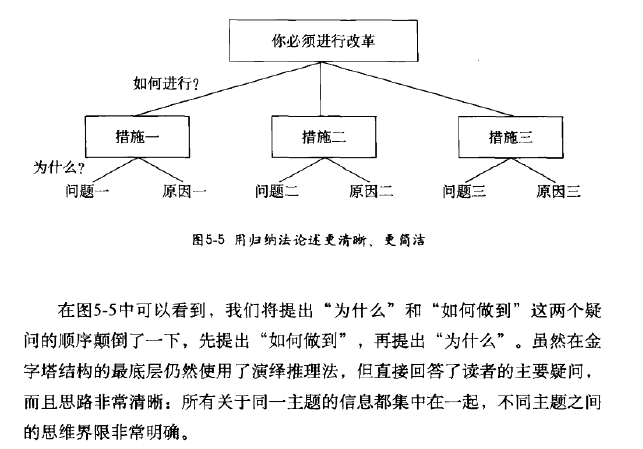 你必须进行改革
如何进行?
措施一 措施二 措施三
为什么?
问题一 原因一 问题二 原因二 问题三 原因三
图5-5 用归纳法论述更清晰、更简洁
在图5-5中可以看到，我们将提出“为什么”和“如何做到”这两个疑
问的顺序颠倒了一下，先提出“如何做到”，再提出“为什么”。虽然在金
字塔结构的最底层仍然使用了演绎推理法，但直接回答了读者的主要疑问，
而且思路非常清晰：所有关于同一主题的信息都集中在一起，不同主题之间
的思维界限非常明确。